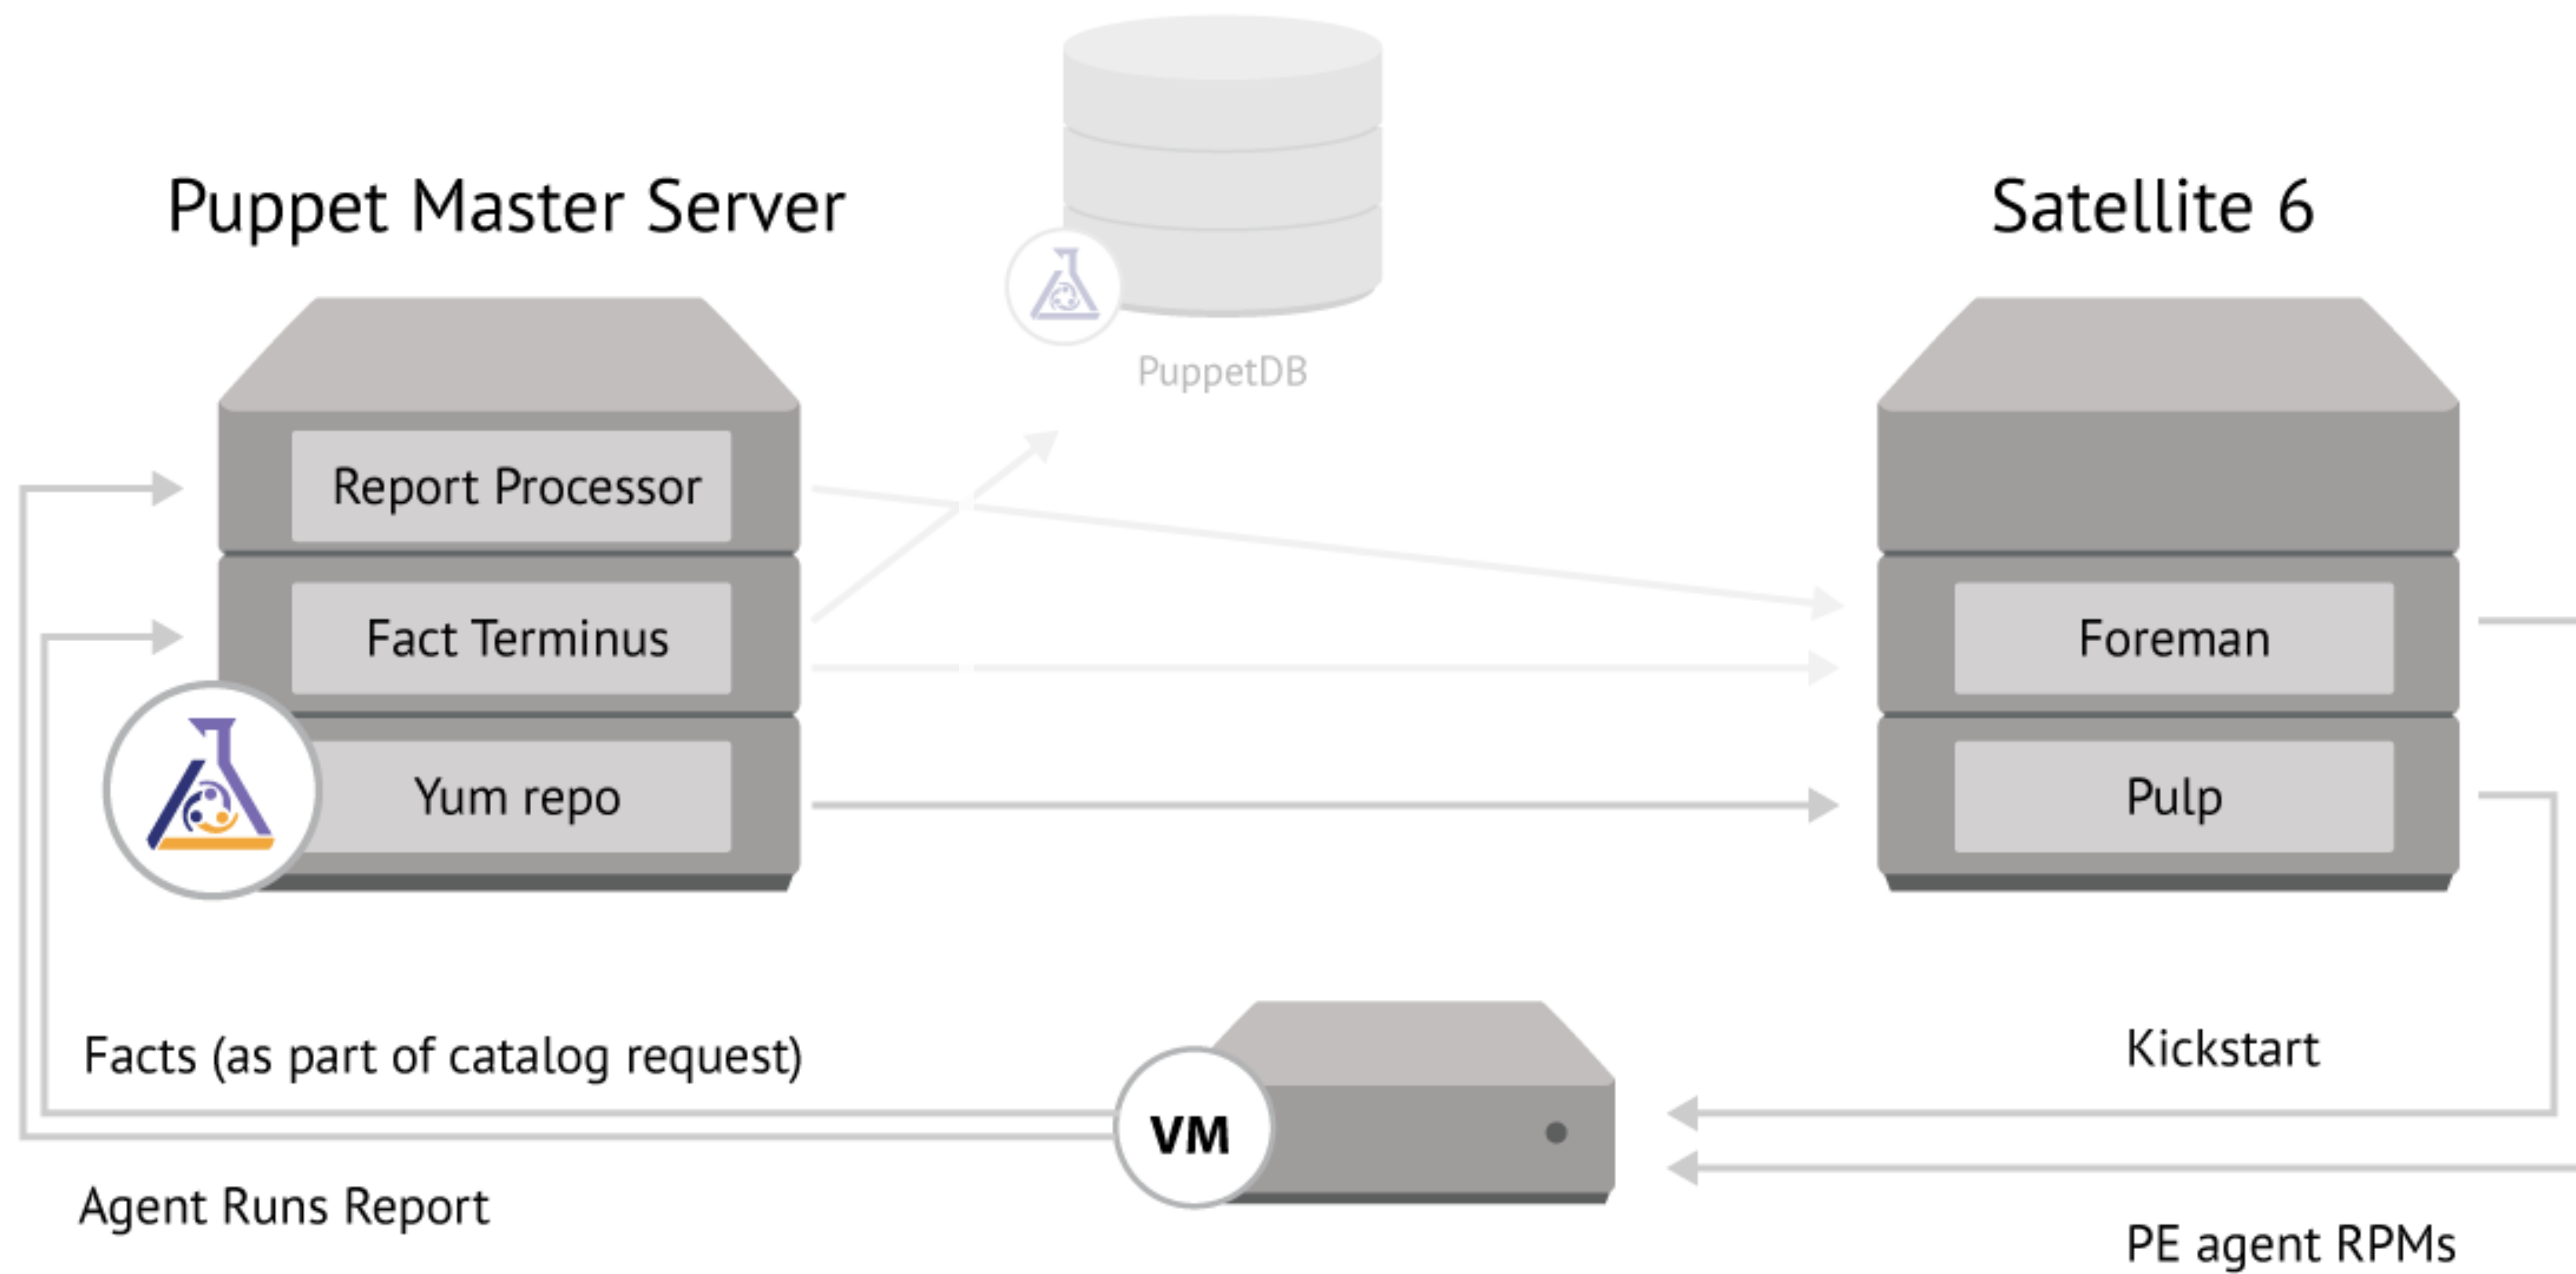 Puppet Master Server
Satellite 6
PuppetDB
Report Processor
Fact Terminus
Foreman
Yum repo
Pulp
Facts (as part of catalog request)
Kickstart
VM
Agent Runs Report
PE agent RPMs